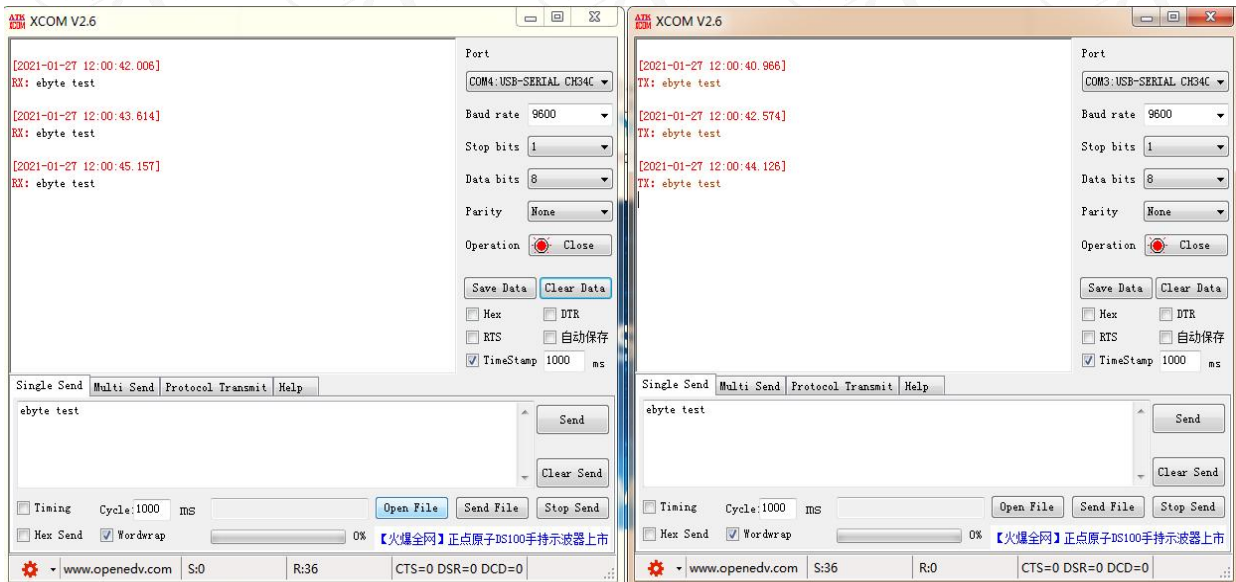 XCOM V2.6
[2021-01-27 12:00:42.006]
RX: ebyte test
[2021-01-27 12:00:43.614]
RX: ebyte test
[2021-01-27 12:00:45.157]
RX: ebyte test
Port
COM4:USB-SERIAL CH34C
Baud rate 9600
Stop bits 1
Data bits 8
Parity None
Operation Close
Save Data Clear Data
Hex DTR
RTS 自动保存
TimeStamp 1000 ms
Single Send Multi Send Protocol Transmit Help
ebyte test
Send
Clear Send
Timing Cycle:1000 ms Open File Send File Stop Send
Hex Send Wordwrap 0% 【火爆全网】正点原子DS100手持示波器上市
www.openedv.com S:0 R:36 CTS=0 DSR=0 DCD=0
XCOM V2.6
[2021-01-27 12:00:40.966]
TX: ebyte test
[2021-01-27 12:00:42.574]
TX: ebyte test
[2021-01-27 12:00:44.126]
TX: ebyte test
Port
COM3:USB-SERIAL CH34C
Baud rate 9600
Stop bits 1
Data bits 8
Parity None
Operation Close
Save Data Clear Data
Hex DTR
RTS 自动保存
TimeStamp 1000 ms
Single Send Multi Send Protocol Transmit Help
ebyte test
Send
Clear Send
Timing Cycle:1000 ms Open File Send File Stop Send
Hex Send Wordwrap 0% 【火爆全网】正点原子DS100手持示波器上市
www.openedv.com S:36 R:0 CTS=0 DSR=0 DCD=0